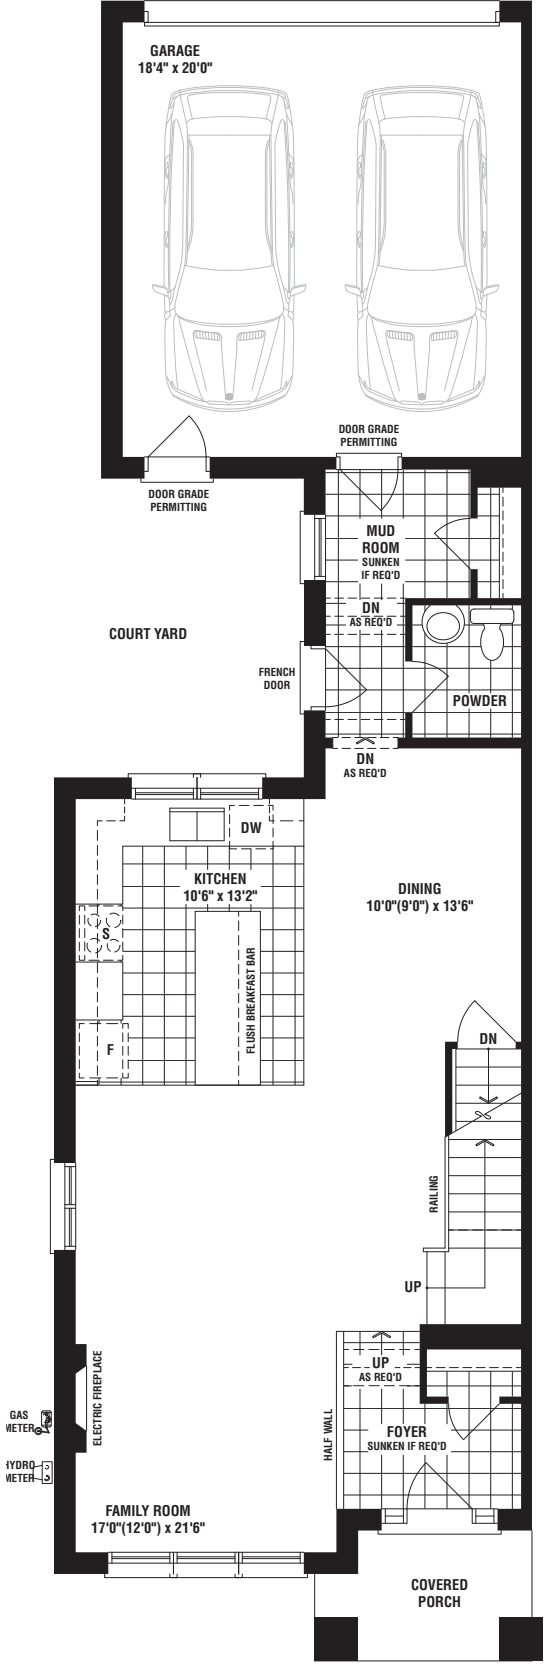 GARAGE
18'4" x 20'0"
DOOR GRADE
PERMITTING
DOOR GRADE
PERMITTING
MUD
ROOM
SUNKEN
IF REQ'D
DN
AS REQ'D
COURT YARD
FRENCH
DOOR
POWDER
DN
AS REQ'D
DW
KITCHEN
10'6" x 13'2"
DINING
10'0"(9'0") x 13'6"
S
FLUSH BREAKFAST BAR
F
DN
RAILING
UP
UP
AS REQ'D
ELECTRIC FIREPLACE
HALF WALL
GAS
METER
FOYER
SUNKEN IF REQ'D
HYDRO
METER
FAMILY ROOM
17'0"(12'0") x 21'6"
COVERED
PORCH